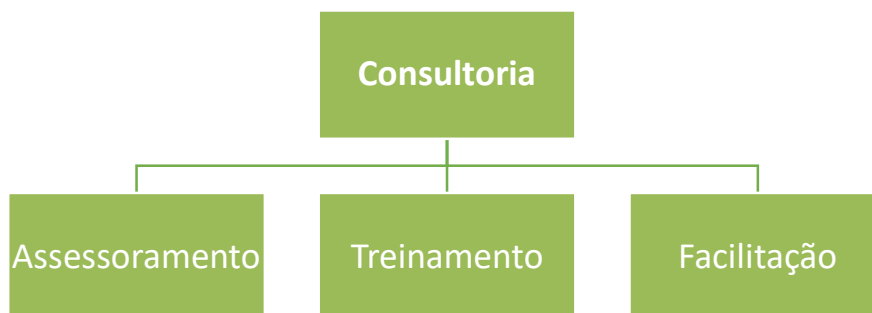 Consultoria
Assessoramento
Treinamento
Facilitação